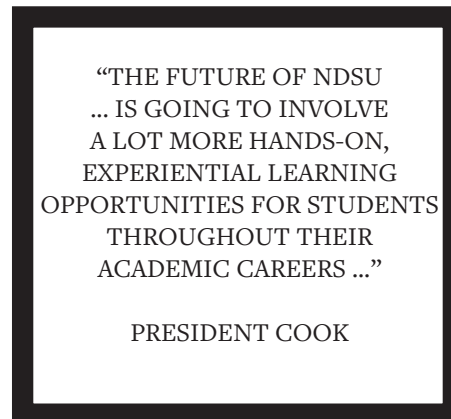 “THE FUTURE OF NDSU
... IS GOING TO INVOLVE
A LOT MORE HANDS-ON,
EXPERIENTIAL LEARNING
OPPORTUNITIES FOR STUDENTS
THROUGHOUT THEIR
ACADEMIC CAREERS ...”
PRESIDENT COOK